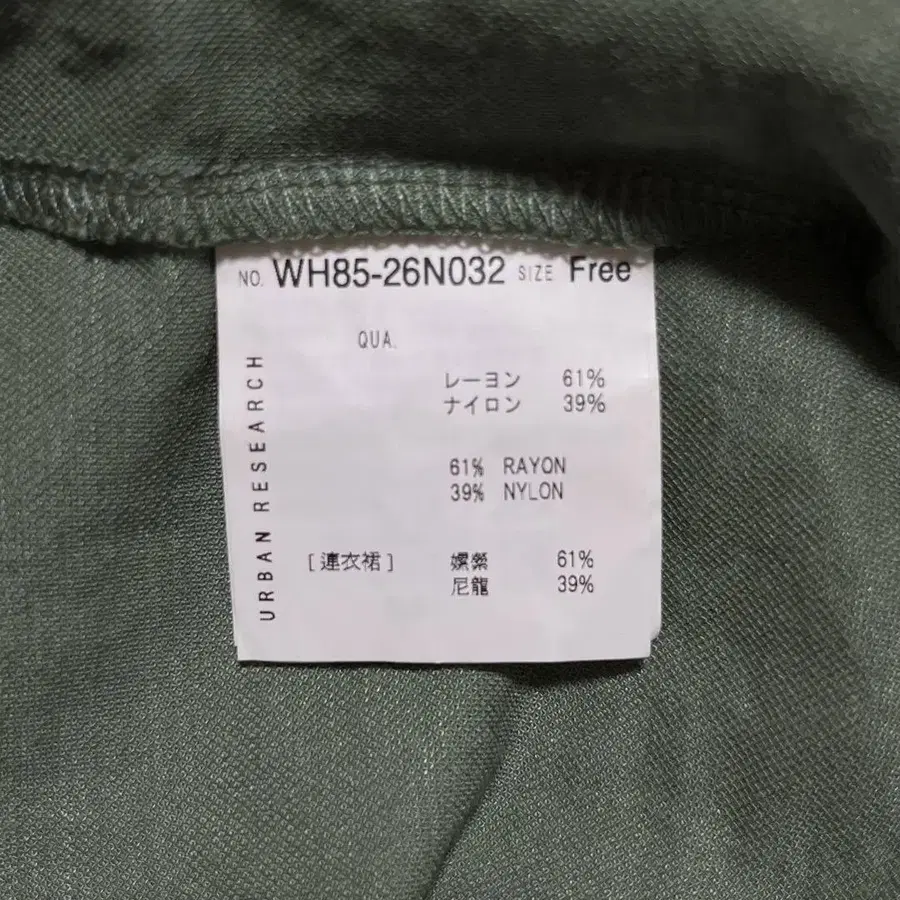 NO. WH85-26N032 SIZE Free
QUA.
レーヨン 61%
ナイロン 39%
61% RAYON
39% NYLON
[連衣裙] 嫘縈 61%
尼龍 39%
URBAN RESEARCH